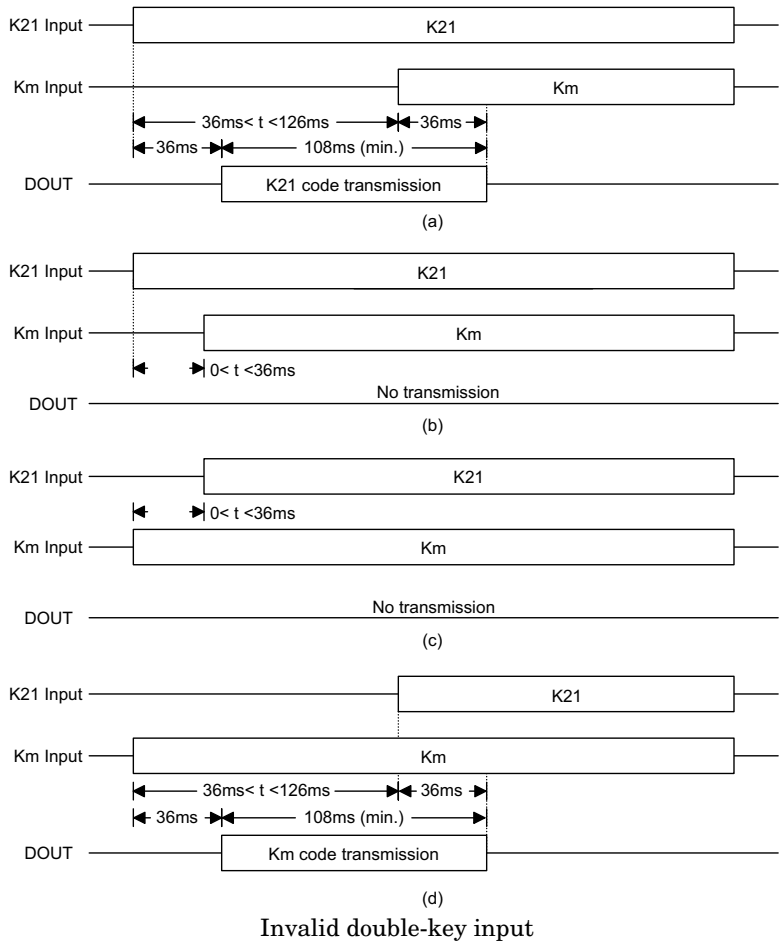 K21 Input
K21
Km Input
Km
36ms< t <126ms
36ms
36ms
108ms (min.)
DOUT
K21 code transmission
(a)
K21 Input
K21
Km Input
Km
0< t <36ms
DOUT
No transmission
(b)
K21 Input
K21
0< t <36ms
Km Input
Km
DOUT
No transmission
(c)
K21 Input
K21
Km Input
Km
36ms< t <126ms
36ms
36ms
108ms (min.)
DOUT
Km code transmission
(d)
Invalid double-key input